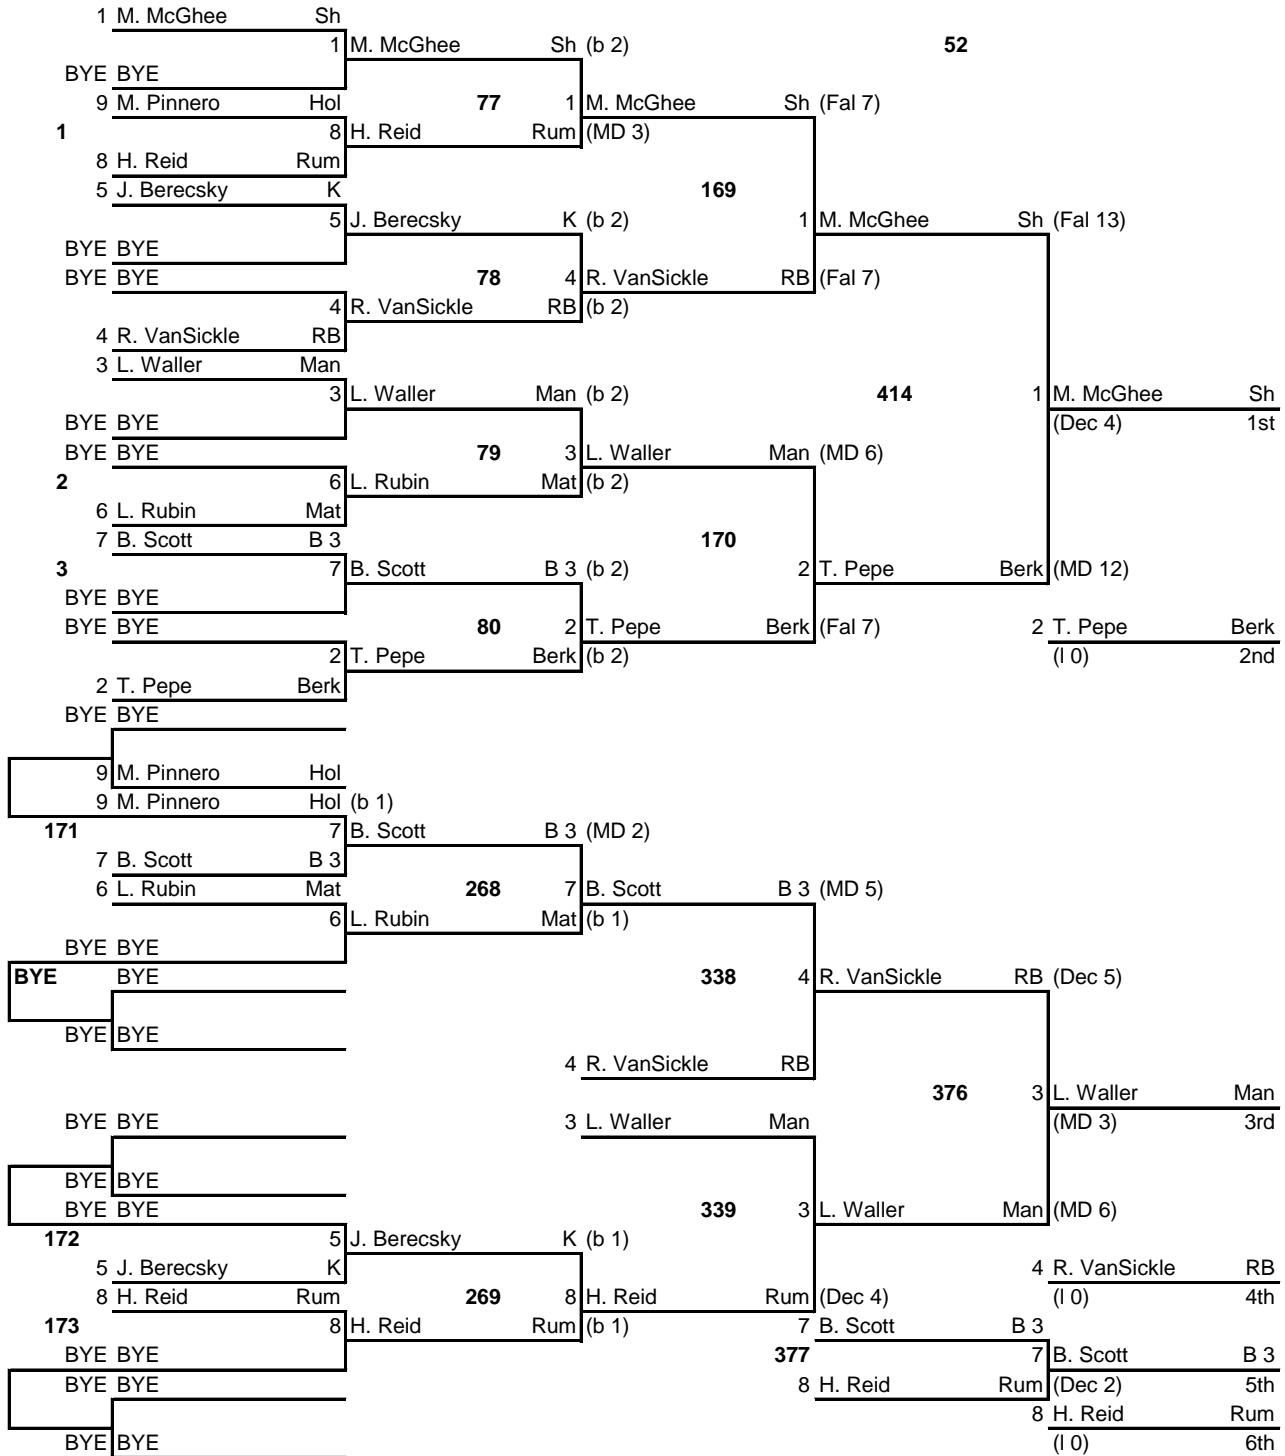 1 M. McGhee Sh
1 M. McGhee Sh (b 2) 52
BYE BYE
9 M. Pinnero Hol 77 1 M. McGhee Sh (Fal 7)
1 8 H. Reid Rum (MD 3)
8 H. Reid Rum
5 J. Berecsky K 169
5 J. Berecsky K (b 2) 1 M. McGhee Sh (Fal 13)
BYE BYE
BYE BYE 78 4 R. VanSickle RB (Fal 7)
4 R. VanSickle RB (b 2)
4 R. VanSickle RB
3 L. Waller Man
3 L. Waller Man (b 2) 414 1 M. McGhee Sh
BYE BYE (Dec 4) 1st
BYE BYE 79 3 L. Waller Man (MD 6)
2 6 L. Rubin Mat (b 2)
6 L. Rubin Mat
7 B. Scott B 3 170
3 7 B. Scott B 3 (b 2) 2 T. Pepe Berk (MD 12)
BYE BYE
BYE BYE 80 2 T. Pepe Berk (Fal 7) 2 T. Pepe Berk
2 T. Pepe Berk (b 2) (l 0) 2nd
2 T. Pepe Berk
BYE BYE
9 M. Pinnero Hol
9 M. Pinnero Hol (b 1)
171 7 B. Scott B 3 (MD 2)
7 B. Scott B 3
6 L. Rubin Mat 268 7 B. Scott B 3 (MD 5)
6 L. Rubin Mat (b 1)
BYE BYE
BYE BYE 338 4 R. VanSickle RB (Dec 5)
BYE BYE
4 R. VanSickle RB
376 3 L. Waller Man
BYE BYE 3 L. Waller Man (MD 3) 3rd
BYE BYE
BYE BYE 339 3 L. Waller Man (MD 6)
172 5 J. Berecsky K (b 1)
5 J. Berecsky K 4 R. VanSickle RB
8 H. Reid Rum 269 8 H. Reid Rum (Dec 4) (l 0) 4th
173 8 H. Reid Rum (b 1) 7 B. Scott B 3
BYE BYE 377 7 B. Scott B 3
BYE BYE 8 H. Reid Rum (Dec 2) 5th
8 H. Reid Rum
BYE BYE (l 0) 6th